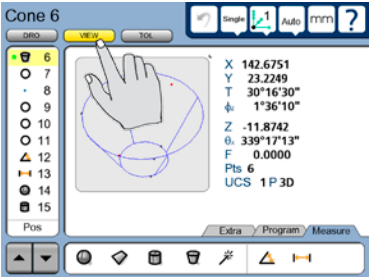 Cone 6
Single
1
Auto
mm
?
DRO
VIEW
TOL
6
7
8
9
10
11
12
13
14
15
Pos
X 142.6751
Y 23.2249
T 30°16'30"
1°36'10"
Z -11.8742
θx 339°17'13"
F 0.0000
Pts 6
UCS 1 P 3D
Extra
Program
Measure